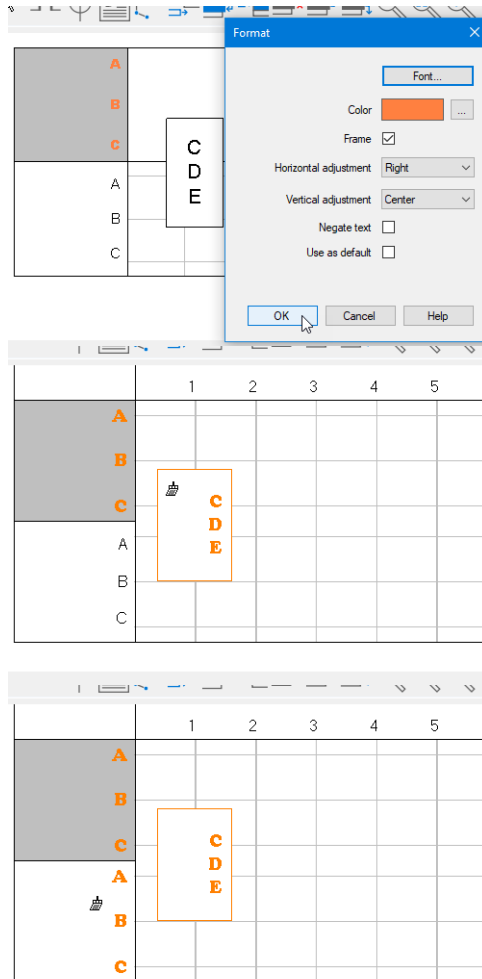 Format
Font...
Color
...
Frame
Horizontal adjustment Right
Vertical adjustment Center
Negate text
Use as default
OK Cancel Help
A
B
C
C
D
E
A
B
C
1 2 3 4 5
A
B
C
C
D
E
A
B
C
1 2 3 4 5
A
B
C
C
D
E
A
B
C